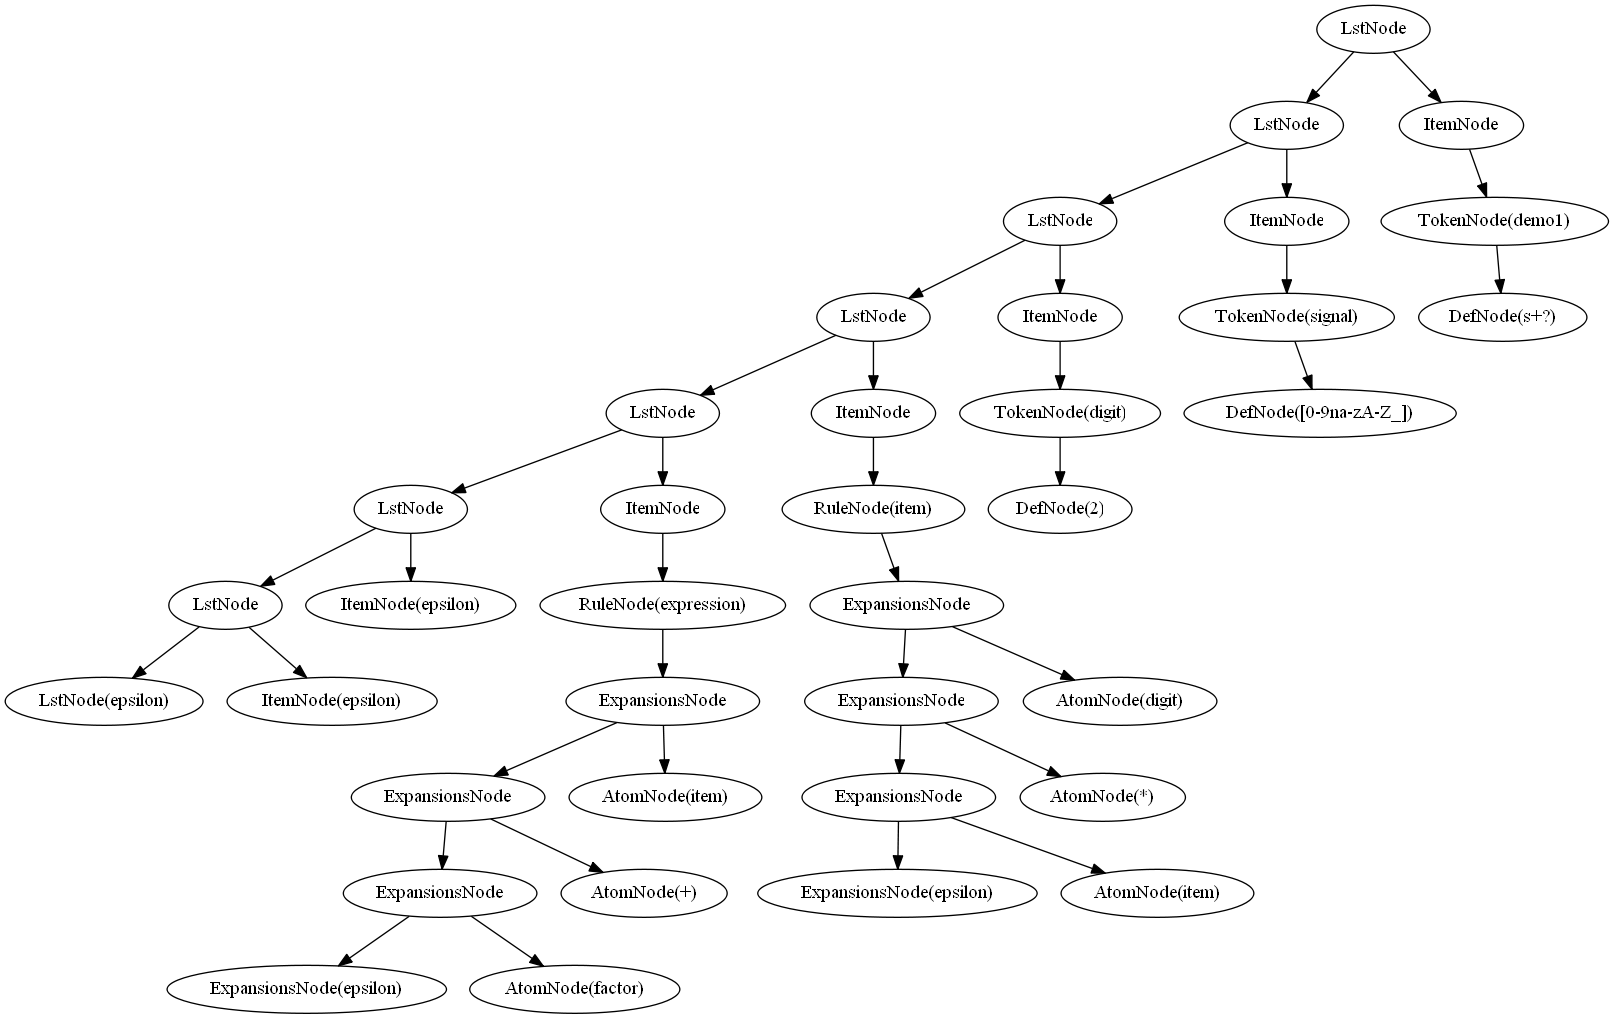 LstNode
LstNode
ItemNode
LstNode
ItemNode
TokenNode(demo1)
LstNode
ItemNode
TokenNode(signal)
DefNode(s+?)
LstNode
ItemNode
TokenNode(digit)
DefNode([0-9na-zA-Z_])
LstNode
ItemNode
RuleNode(item)
DefNode(2)
LstNode
ItemNode(epsilon)
RuleNode(expression)
ExpansionsNode
LstNode(epsilon)
ItemNode(epsilon)
ExpansionsNode
ExpansionsNode
AtomNode(digit)
ExpansionsNode
AtomNode(item)
ExpansionsNode
AtomNode(*)
ExpansionsNode
AtomNode(+)
ExpansionsNode(epsilon)
AtomNode(item)
ExpansionsNode(epsilon)
AtomNode(factor)